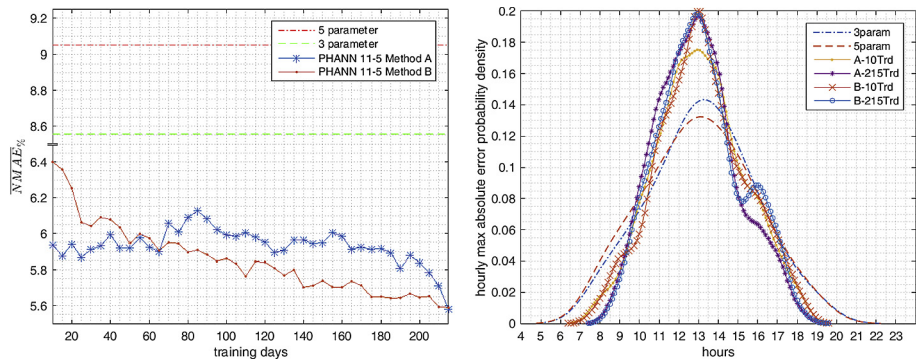 9.2
9
8.8
8.6
6.4
6.2
6
5.8
5.6
NMAE%
20 40 60 80 100 120 140 160 180 200
training days
5 parameter
3 parameter
PHANN 11-5 Method A
PHANN 11-5 Method B
0.2
0.18
0.16
0.14
0.12
0.1
0.08
0.06
0.04
0.02
0
hourly max absolute error probability density
4 5 6 7 8 9 10 11 12 13 14 15 16 17 18 19 20 21 22 23
hours
3param
5param
A-10Trd
A-215Trd
B-10Trd
B-215Trd